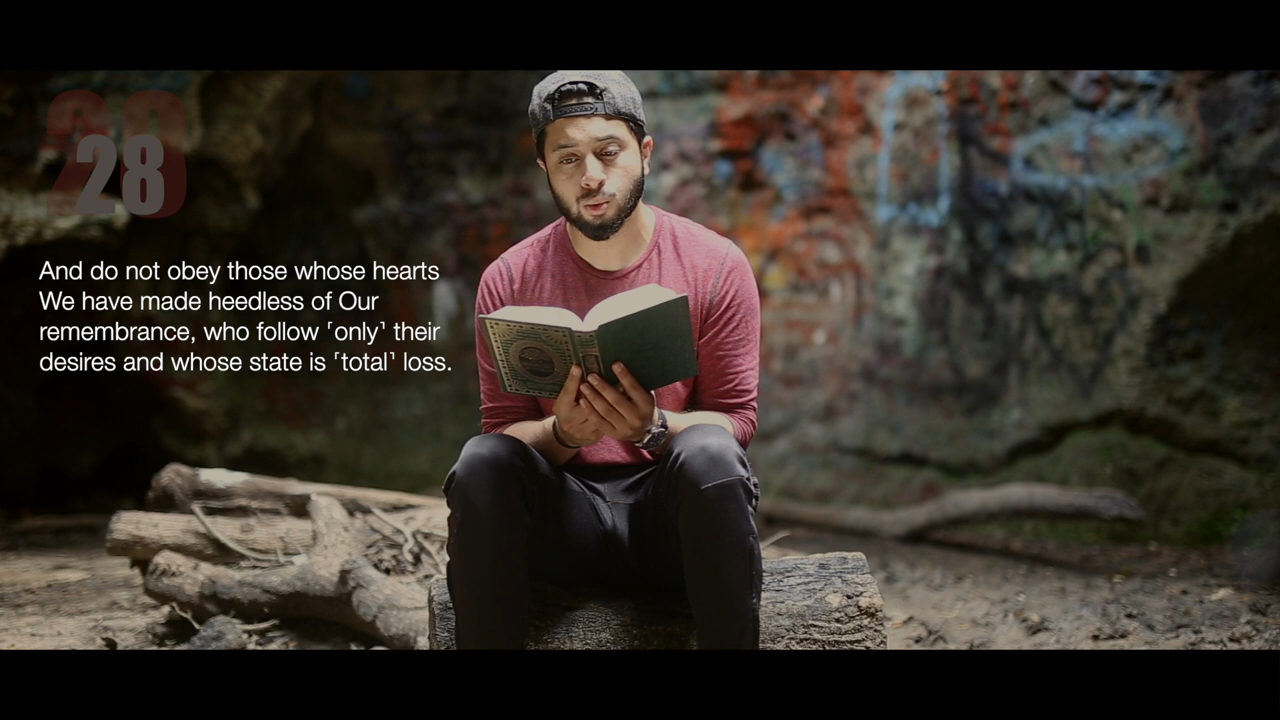 28
And do not obey those whose hearts
We have made heedless of Our
remembrance, who follow ˹only˺ their
desires and whose state is ˹total˺ loss.